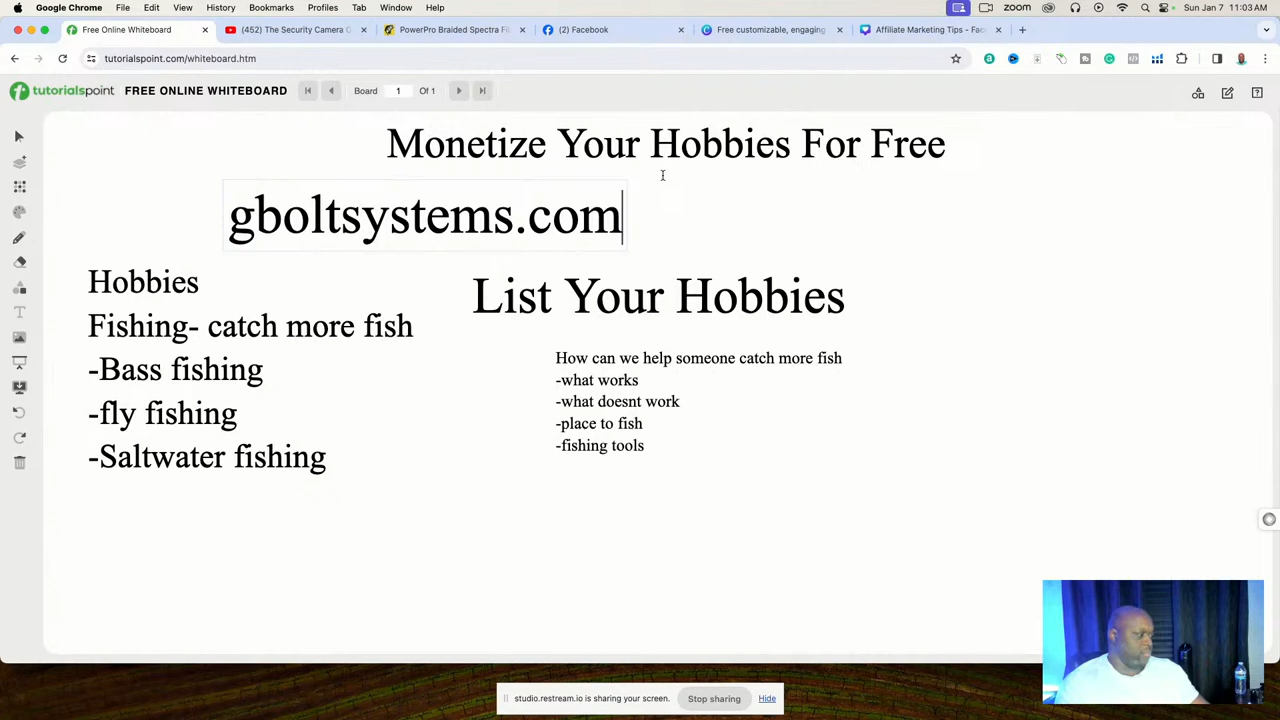 Google Chrome File Edit View History Bookmarks Profiles Tab Window Help
zoom Sun Jan 7 11:03 AM
Free Online Whiteboard
(452) The Security Camera
PowerPro Braided Spectra Fi
(2) Facebook
Free customizable, engaging
Affiliate Marketing Tips - Fac
tutorialspoint.com/whiteboard.htm
tutorialspoint FREE ONLINE WHITEBOARD Board 1 Of 1
Monetize Your Hobbies For Free
gboltsystems.com
Hobbies
Fishing- catch more fish
-Bass fishing
-fly fishing
-Saltwater fishing
List Your Hobbies
How can we help someone catch more fish
-what works
-what doesnt work
-place to fish
-fishing tools
studio.restream.io is sharing your screen. Stop sharing Hide